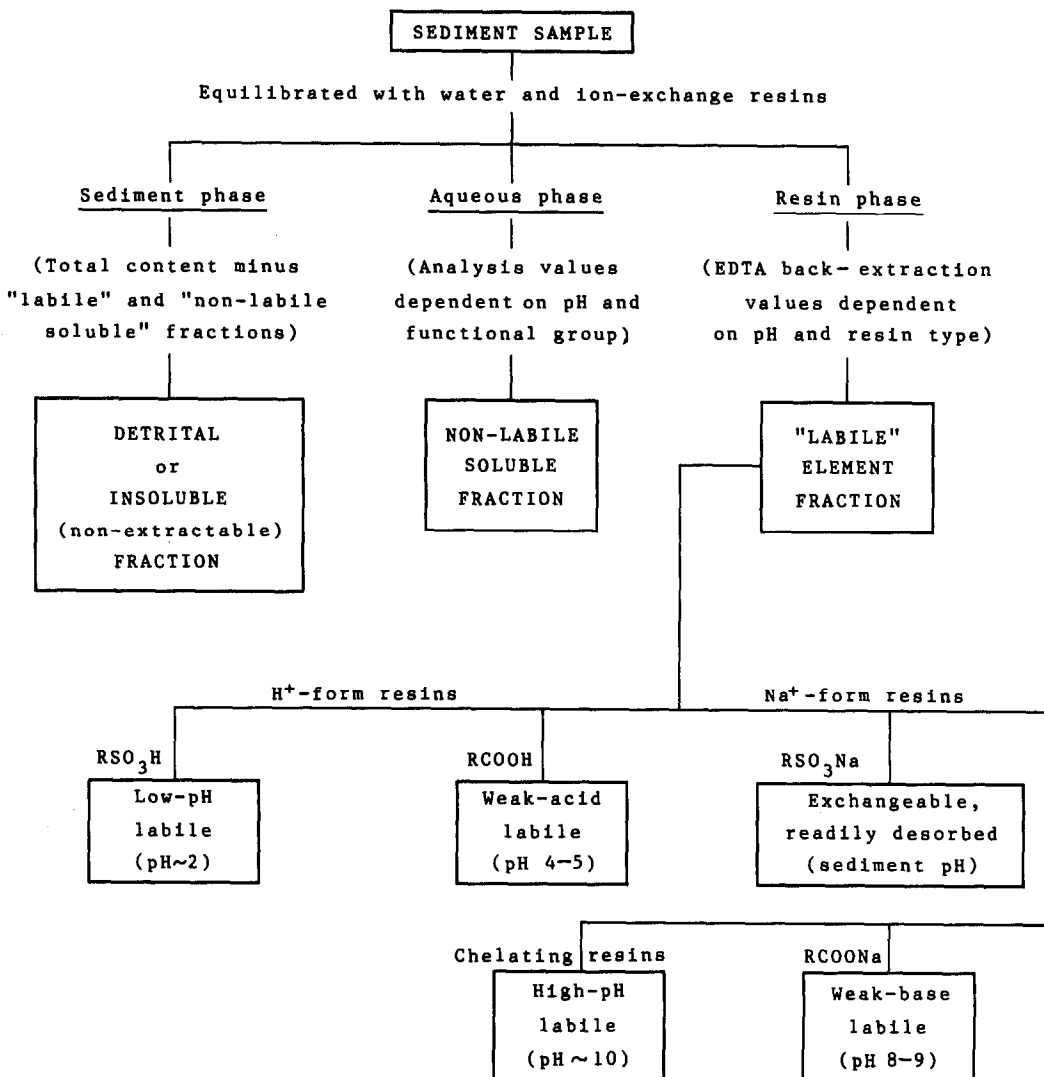 SEDIMENT SAMPLE
Equilibrated with water and ion-exchange resins
Sediment phase
(Total content minus
"labile" and "non-labile
soluble" fractions)
DETRITAL
or
INSOLUBLE
(non-extractable)
FRACTION
Aqueous phase
(Analysis values
dependent on pH and
functional group)
NON-LABILE
SOLUBLE
FRACTION
Resin phase
(EDTA back-extraction
values dependent
on pH and resin type)
"LABILE"
ELEMENT
FRACTION
H⁺-form resins
Na⁺-form resins
RSO₃H
Low-pH
labile
(pH~2)
RCOOH
Weak-acid
labile
(pH 4–5)
RSO₃Na
Exchangeable,
readily desorbed
(sediment pH)
Chelating resins
High-pH
labile
(pH ~ 10)
RCOONa
Weak-base
labile
(pH 8–9)